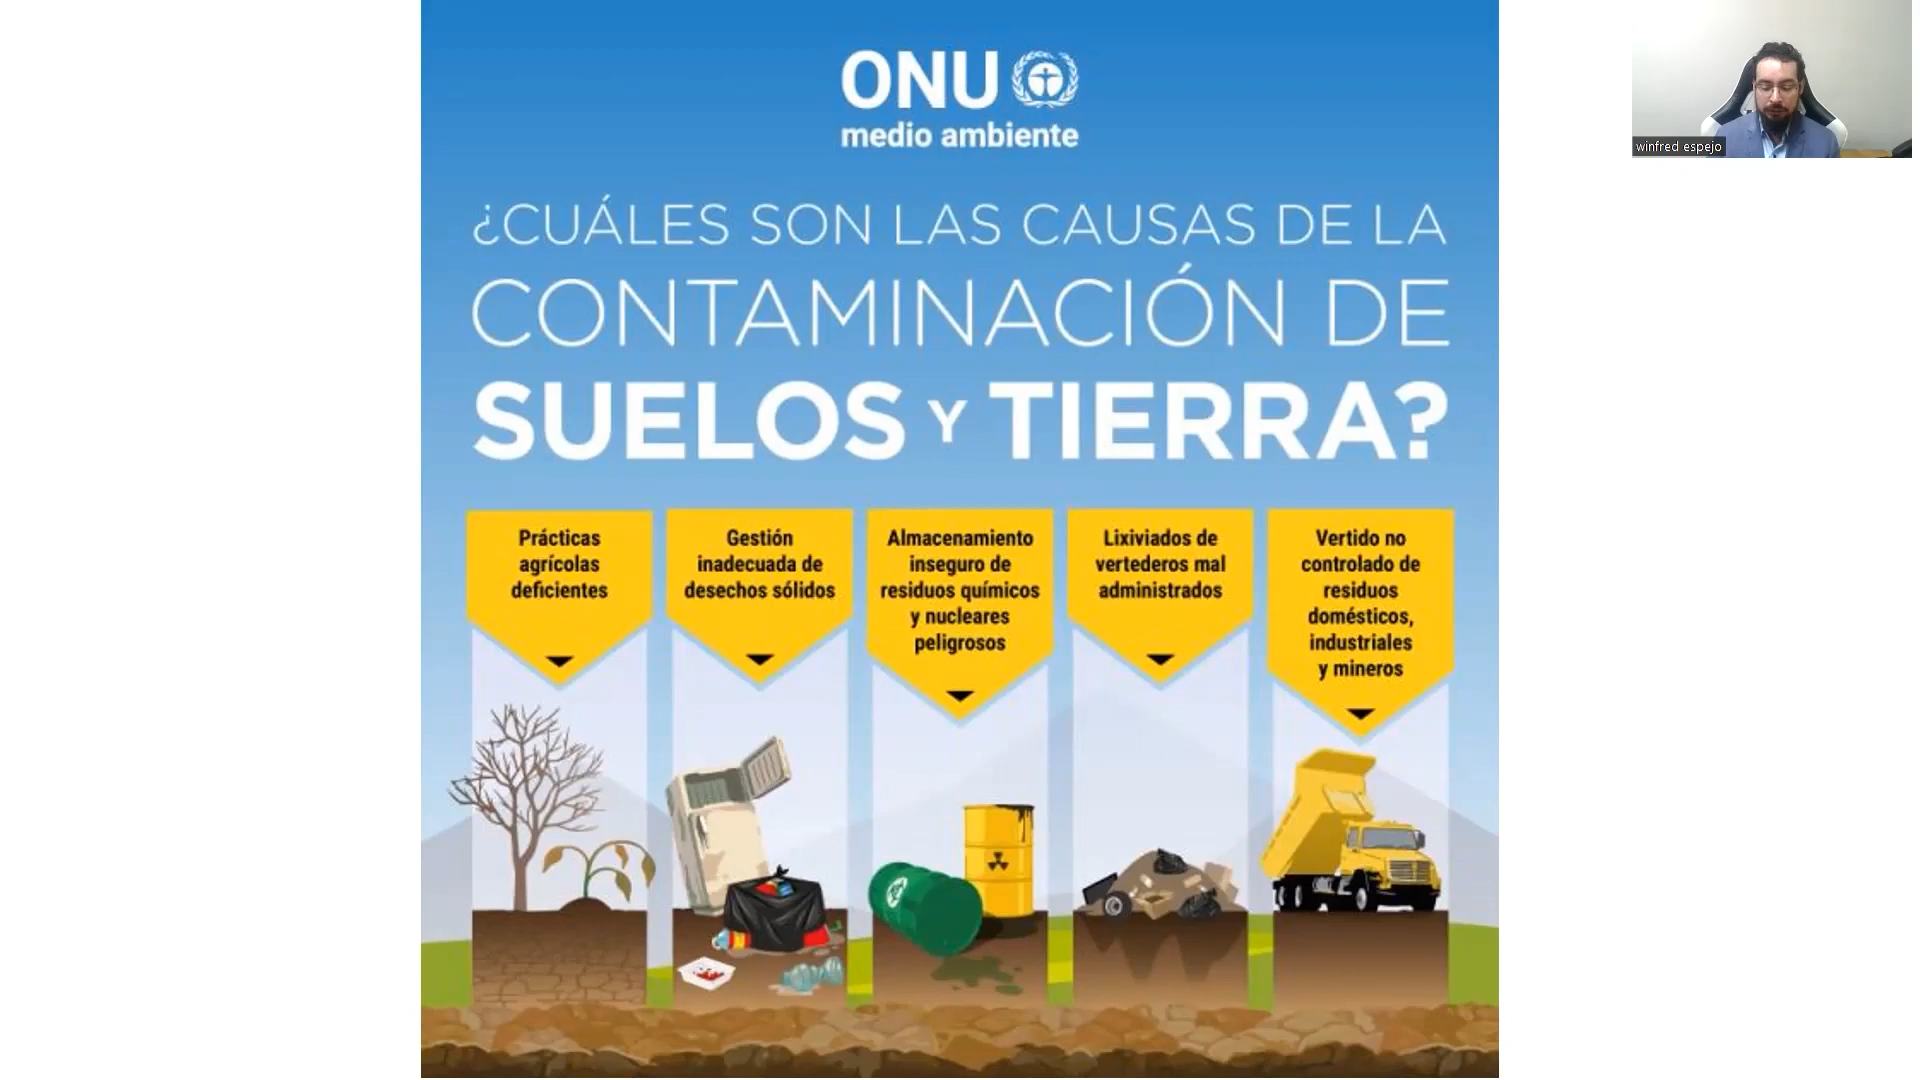 ONU
medio ambiente
¿CUÁLES SON LAS CAUSAS DE LA
CONTAMINACIÓN DE
SUELOS Y TIERRA?
Prácticas
agrícolas
deficientes
Gestión
inadecuada de
desechos sólidos
Almacenamiento
inseguro de
residuos químicos
y nucleares
peligrosos
Lixiviados de
vertederos mal
administrados
Vertido no
controlado de
residuos
domésticos,
industriales
y mineros
winfred espejo